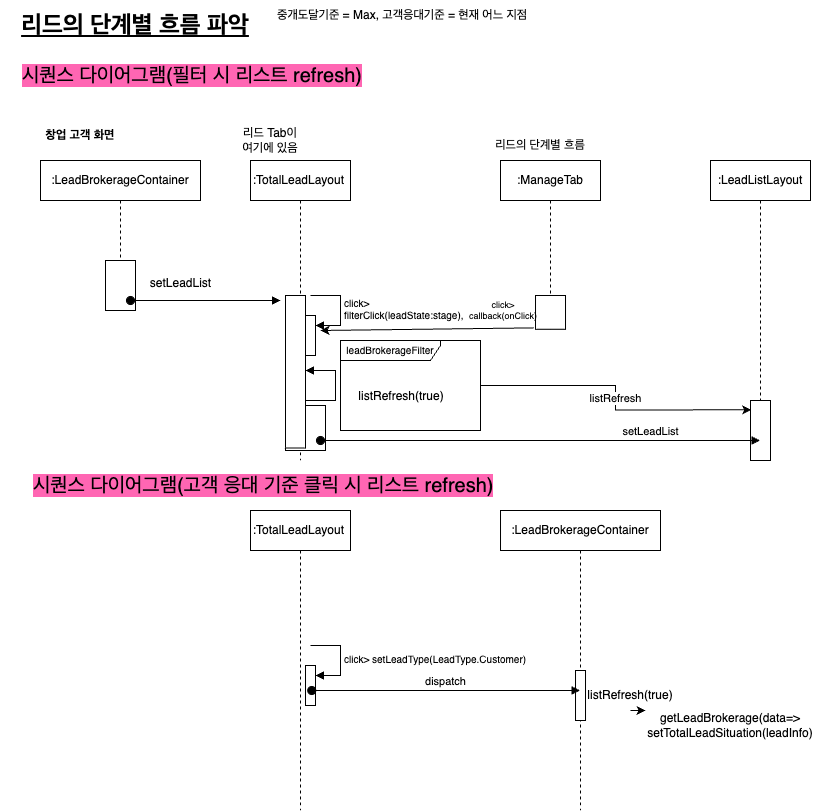 리드의 단계별 흐름 파악
중개도달기준 = Max, 고객응대기준 = 현재 어느 지점
시퀀스 다이어그램(필터 시 리스트 refresh)
창업 고객 화면
리드 Tab이
여기에 있음
리드의 단계별 흐름
:LeadBrokerageContainer
:TotalLeadLayout
:ManageTab
:LeadListLayout
setLeadList
click>
filterClick(leadState:stage),
click>
callback(onClick)
leadBrokerageFilter
listRefresh(true)
listRefresh
setLeadList
시퀀스 다이어그램(고객 응대 기준 클릭 시 리스트 refresh)
:TotalLeadLayout
:LeadBrokerageContainer
click> setLeadType(LeadType.Customer)
dispatch
listRefresh(true)
getLeadBrokerage(data=>
setTotalLeadSituation(leadInfo)